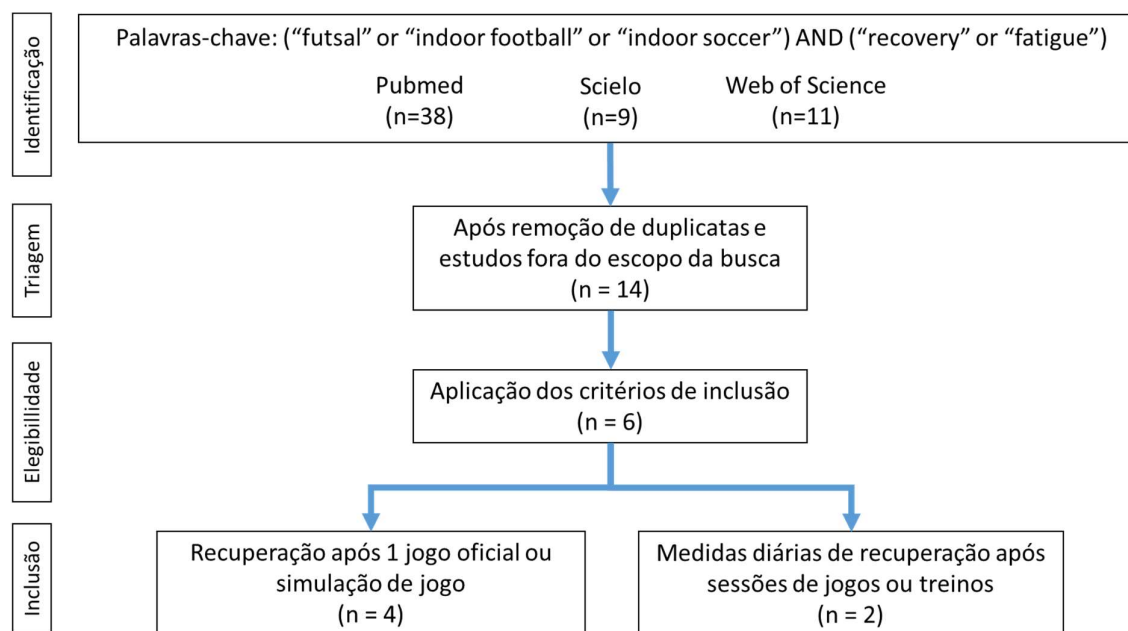 Identificação
Palavras-chave: (“futsal” or “indoor football” or “indoor soccer”) AND (“recovery” or “fatigue”)
Pubmed
(n=38)
Scielo
(n=9)
Web of Science
(n=11)
Triagem
Após remoção de duplicatas e
estudos fora do escopo da busca
(n = 14)
Elegibillidade
Aplicação dos critérios de inclusão
(n = 6)
Inclusão
Recuperação após 1 jogo oficial ou
simulação de jogo
(n = 4)
Medidas diárias de recuperação após
sessões de jogos ou treinos
(n = 2)